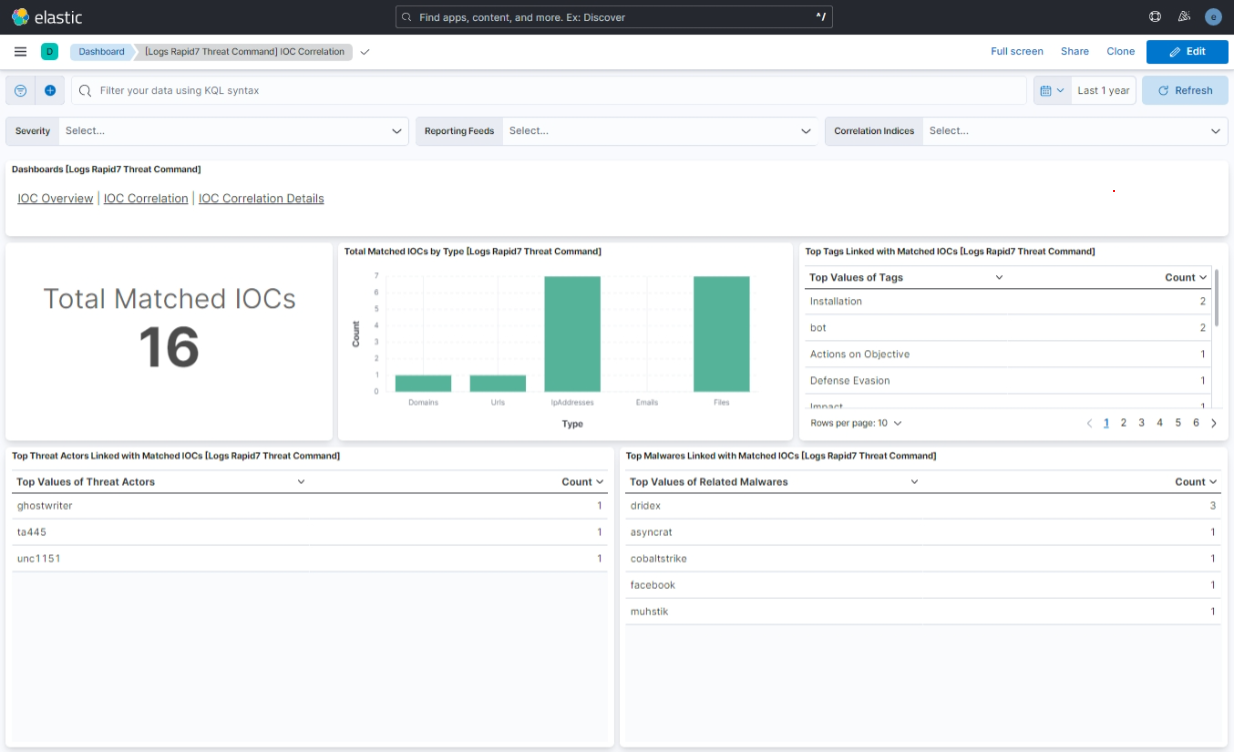 elastic
Find apps, content, and more. Ex: Discover ^/
e
D Dashboard [Logs Rapid7 Threat Command] IOC Correlation Full screen Share Clone Edit
Filter your data using KQL syntax Last 1 year Refresh
Severity Select... Reporting Feeds Select... Correlation Indices Select...
Dashboards [Logs Rapid7 Threat Command]
IOC Overview | IOC Correlation | IOC Correlation Details
Total Matched IOCs
16
Total Matched IOCs by Type [Logs Rapid7 Threat Command]
7
6
5
4
3
2
1
0
Count
Domains Urls IpAddresses Emails Files
Type
Top Tags Linked with Matched IOCs [Logs Rapid7 Threat Command]
Top Values of Tags Count
Installation 2
bot 2
Actions on Objective 1
Defense Evasion 1
Impact 1
Rows per page: 10 1 2 3 4 5 6
Top Threat Actors Linked with Matched IOCs [Logs Rapid7 Threat Command]
Top Values of Threat Actors Count
ghostwriter 1
ta445 1
unc1151 1
Top Malwares Linked with Matched IOCs [Logs Rapid7 Threat Command]
Top Values of Related Malwares Count
dridex 3
asyncrat 1
cobaltstrike 1
facebook 1
muhstik 1